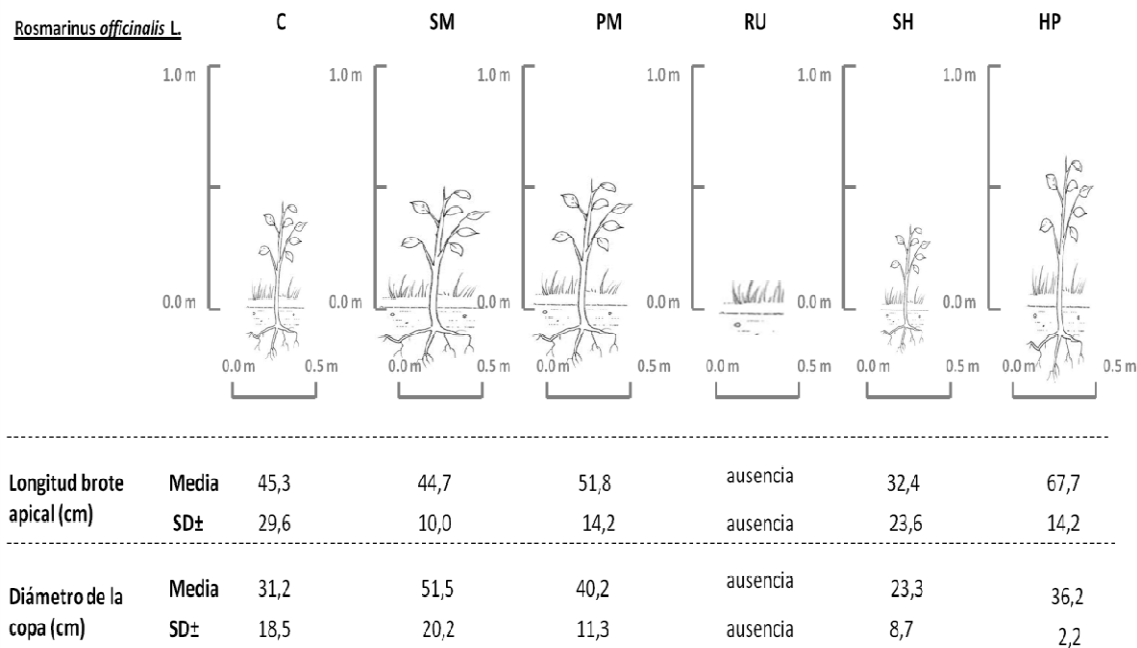 Rosmarinus officinalis L. C SM PM RU SH HP
1.0 m 1.0 m 1.0 m 1.0 m 1.0 m 1.0 m
0.0 m 0.0 m 0.0 m 0.0 m 0.0 m 0.0 m
0.0 m 0.5 m 0.0 m 0.5 m 0.0 m 0.5 m 0.0 m 0.5 m 0.0 m 0.5 m 0.0 m 0.5 m
Longitud brote apical (cm)
Media 45,3 44,7 51,8 ausencia 32,4 67,7
SD± 29,6 10,0 14,2 ausencia 23,6 14,2
Diámetro de la copa (cm)
Media 31,2 51,5 40,2 ausencia 23,3 36,2
SD± 18,5 20,2 11,3 ausencia 8,7 2,2